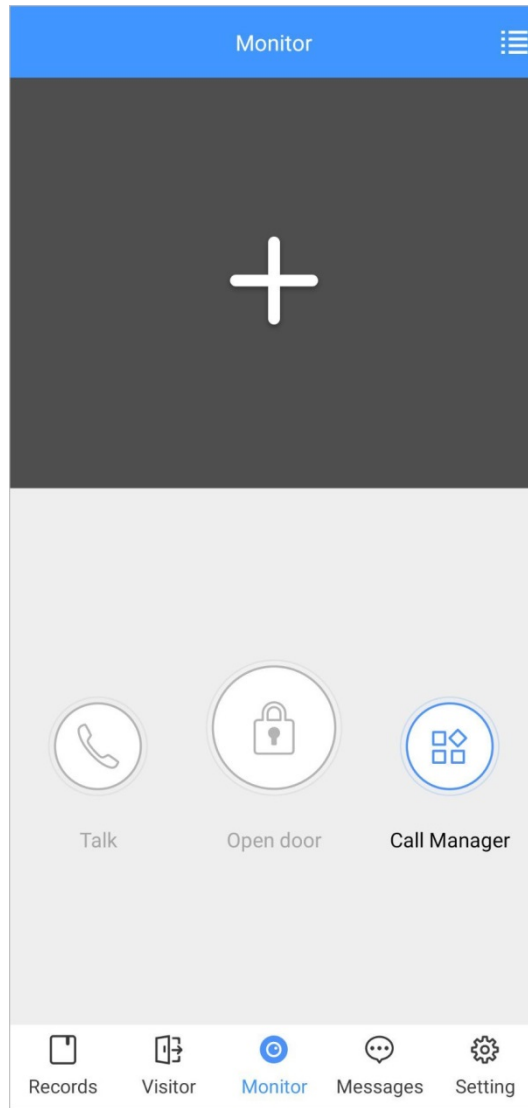 Monitor
Talk
Open door
Call Manager
Records
Visitor
Monitor
Messages
Setting